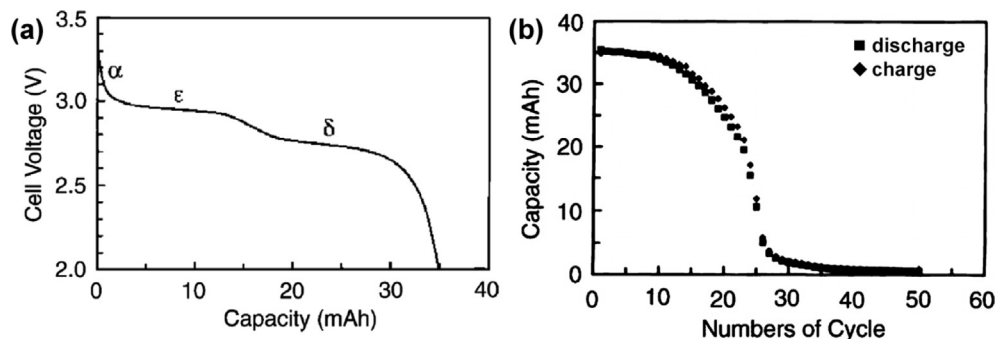 (a)
3.5
3.0
2.5
2.0
Cell Voltage (V)
α
ε
δ
0
10
20
30
40
Capacity (mAh)
(b)
40
30
20
10
0
Capacity (mAh)
discharge
charge
0
10
20
30
40
50
60
Numbers of Cycle